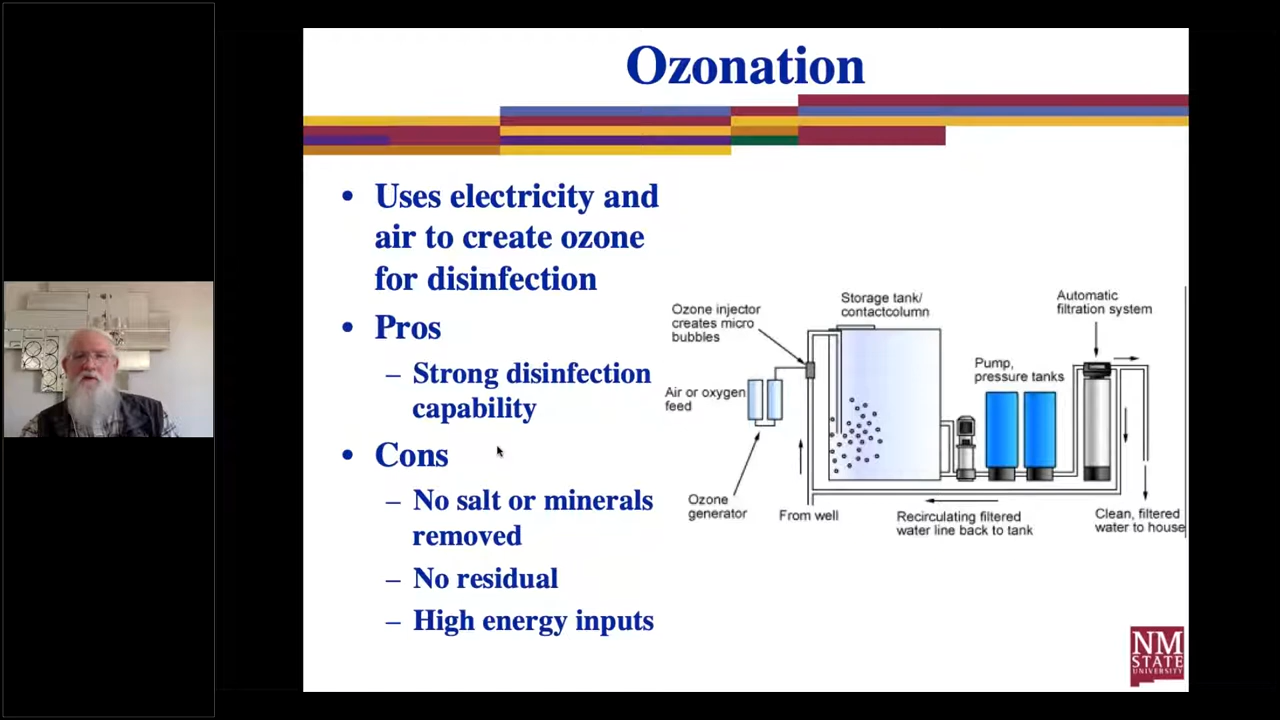 Ozonation
• Uses electricity and
air to create ozone
for disinfection
• Pros
– Strong disinfection
capability
• Cons
– No salt or minerals
removed
– No residual
– High energy inputs
Ozone injector
creates micro
bubbles
Storage tank/
contactcolumn
Automatic
filtration system
Pump,
pressure tanks
Air or oxygen
feed
Ozone
generator
From well
Recirculating filtered
water line back to tank
Clean, filtered
water to house
NM
STATE
UNIVERSITY